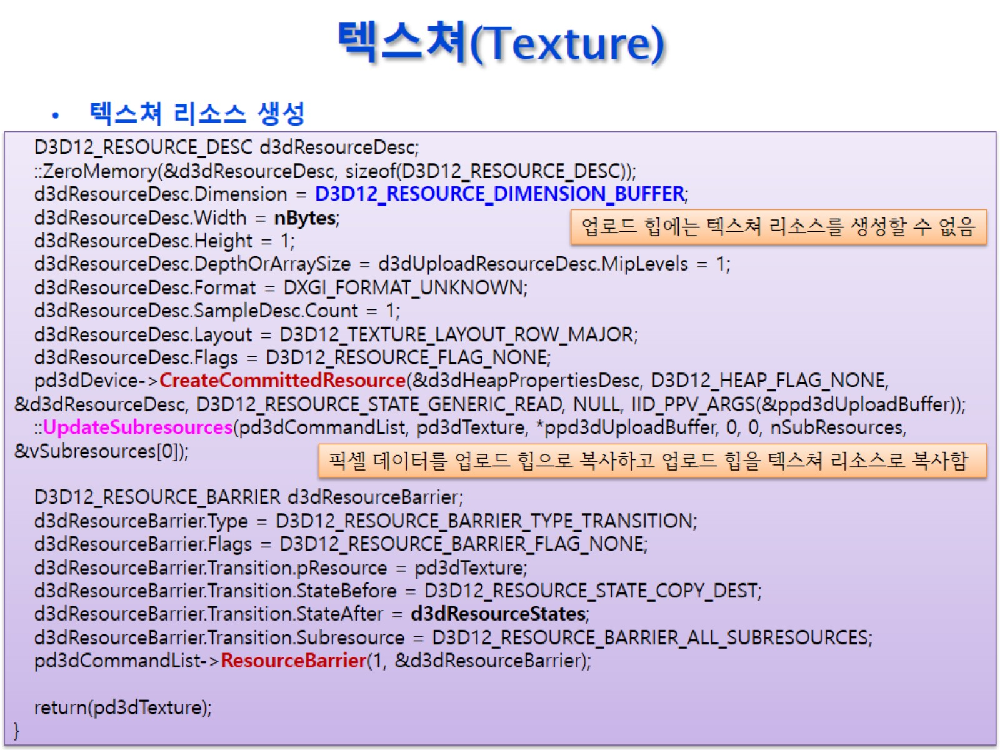 텍스쳐(Texture)
• 텍스쳐 리소스 생성
D3D12_RESOURCE_DESC d3dResourceDesc;
::ZeroMemory(&d3dResourceDesc, sizeof(D3D12_RESOURCE_DESC));
d3dResourceDesc.Dimension = D3D12_RESOURCE_DIMENSION_BUFFER;
d3dResourceDesc.Width = nBytes;
업로드 힙에는 텍스쳐 리소스를 생성할 수 없음
d3dResourceDesc.Height = 1;
d3dResourceDesc.DepthOrArraySize = d3dUploadResourceDesc.MipLevels = 1;
d3dResourceDesc.Format = DXGI_FORMAT_UNKNOWN;
d3dResourceDesc.SampleDesc.Count = 1;
d3dResourceDesc.Layout = D3D12_TEXTURE_LAYOUT_ROW_MAJOR;
d3dResourceDesc.Flags = D3D12_RESOURCE_FLAG_NONE;
pd3dDevice->CreateCommittedResource(&d3dHeapPropertiesDesc, D3D12_HEAP_FLAG_NONE,
&d3dResourceDesc, D3D12_RESOURCE_STATE_GENERIC_READ, NULL, IID_PPV_ARGS(&ppd3dUploadBuffer));
::UpdateSubresources(pd3dCommandList, pd3dTexture, *ppd3dUploadBuffer, 0, 0, nSubResources,
&vSubresources[0]);
픽셀 데이터를 업로드 힙으로 복사하고 업로드 힙을 텍스쳐 리소스로 복사함
D3D12_RESOURCE_BARRIER d3dResourceBarrier;
d3dResourceBarrier.Type = D3D12_RESOURCE_BARRIER_TYPE_TRANSITION;
d3dResourceBarrier.Flags = D3D12_RESOURCE_BARRIER_FLAG_NONE;
d3dResourceBarrier.Transition.pResource = pd3dTexture;
d3dResourceBarrier.Transition.StateBefore = D3D12_RESOURCE_STATE_COPY_DEST;
d3dResourceBarrier.Transition.StateAfter = d3dResourceStates;
d3dResourceBarrier.Transition.Subresource = D3D12_RESOURCE_BARRIER_ALL_SUBRESOURCES;
pd3dCommandList->ResourceBarrier(1, &d3dResourceBarrier);
return(pd3dTexture);
}